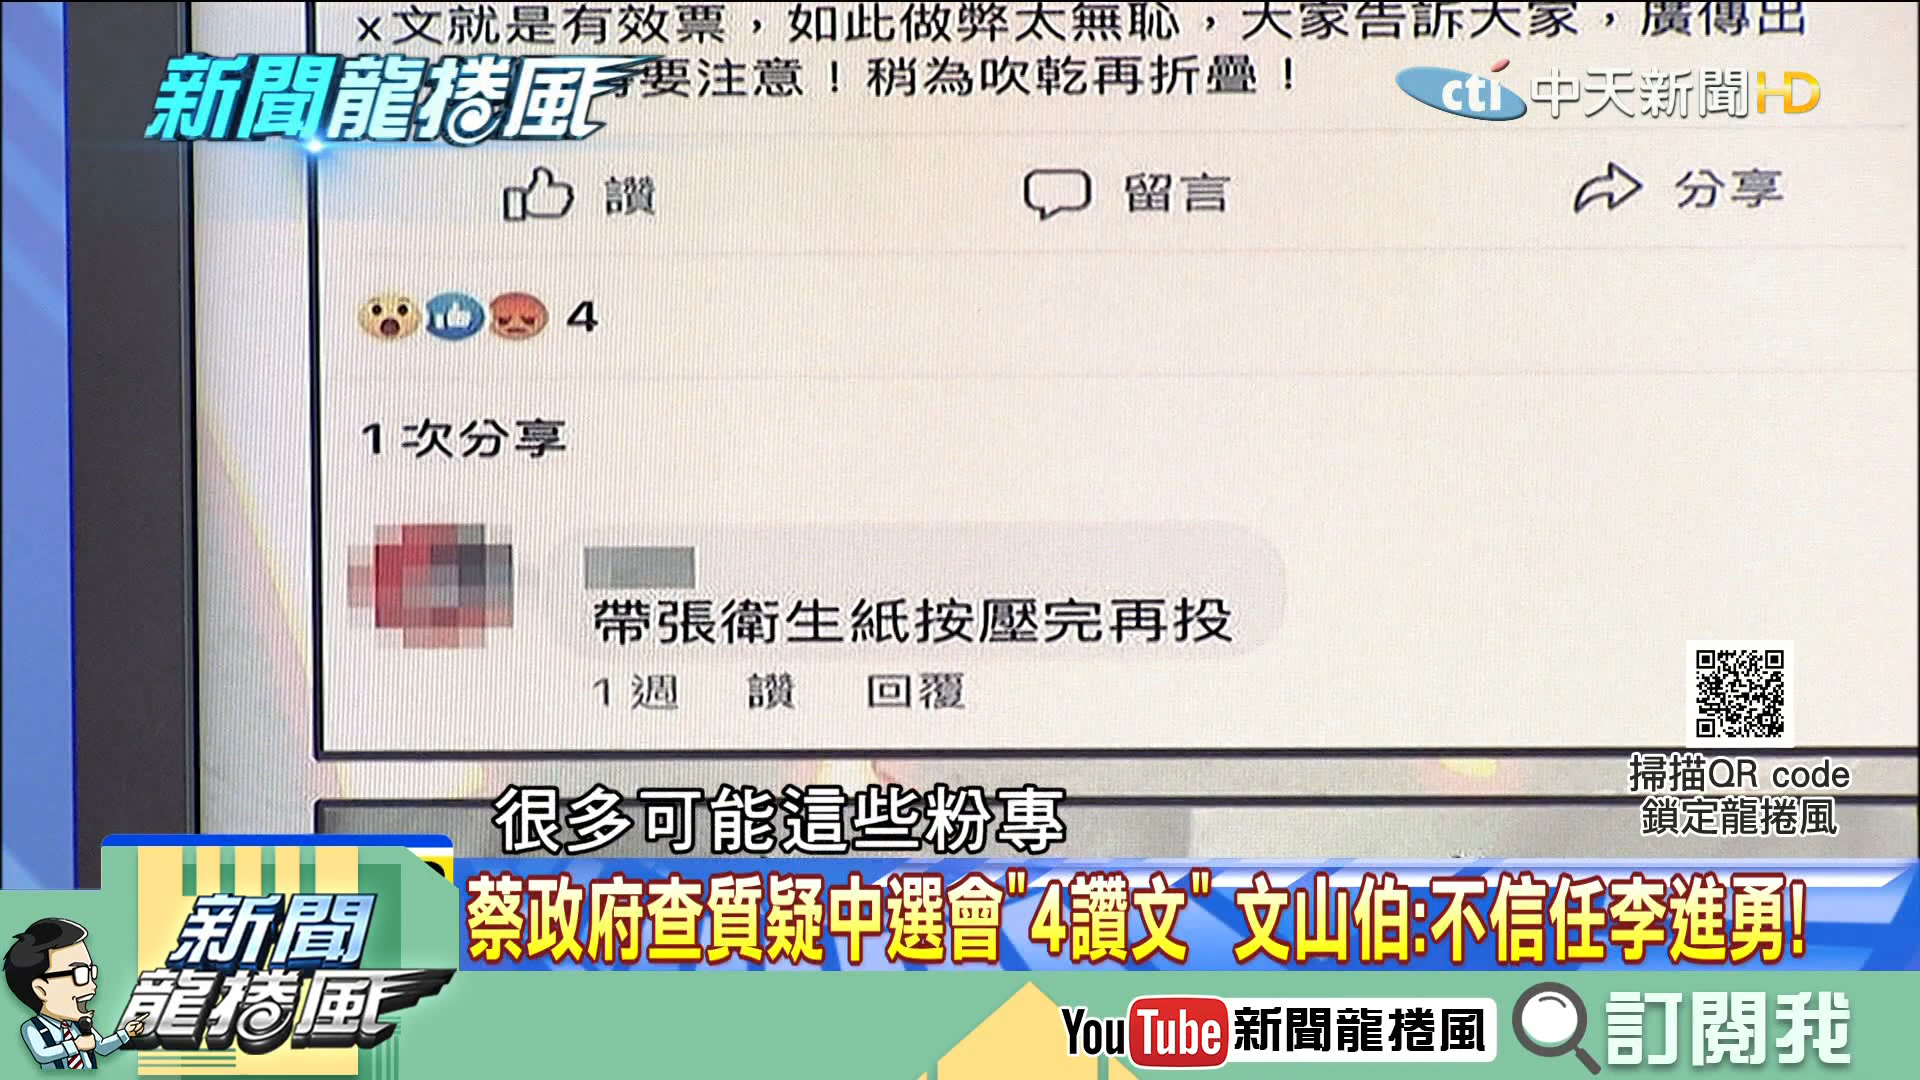 x文就是有效票，如此做弊太無恥，大家告訴大家，廣傳出
要注意！稍為吹乾再折疊！
新聞龍捲風
cti 中天新聞HD
讚 留言 分享
4
1 次分享
帶張衛生紙按壓完再投
1 週 讚 回覆
掃描QR code
鎖定龍捲風
很多可能這些粉專
蔡政府查質疑中選會"4讚文" 文山伯:不信任李進勇!
新聞
龍捲風
YouTube 新聞龍捲風 訂閱我